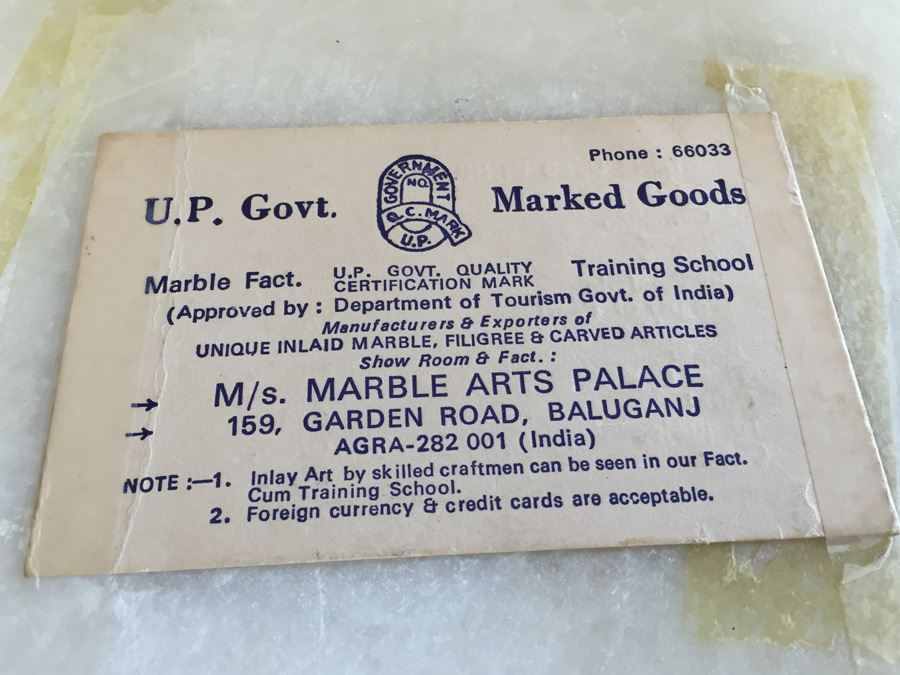 Phone : 66033
U.P. Govt.
GOVERNMENT
NO.
Q.C. MARK
U.P.
Marked Goods
Marble Fact.
U.P. GOVT. QUALITY
CERTIFICATION MARK
Training School
(Approved by : Department of Tourism Govt. of India)
Manufacturers & Exporters of
UNIQUE INLAID MARBLE, FILIGREE & CARVED ARTICLES
Show Room & Fact. :
→ M/s. MARBLE ARTS PALACE
→ 159, GARDEN ROAD, BALUGANJ
AGRA-282 001 (India)
NOTE :—1. Inlay Art by skilled craftmen can be seen in our Fact.
Cum Training School.
2. Foreign currency & credit cards are acceptable.